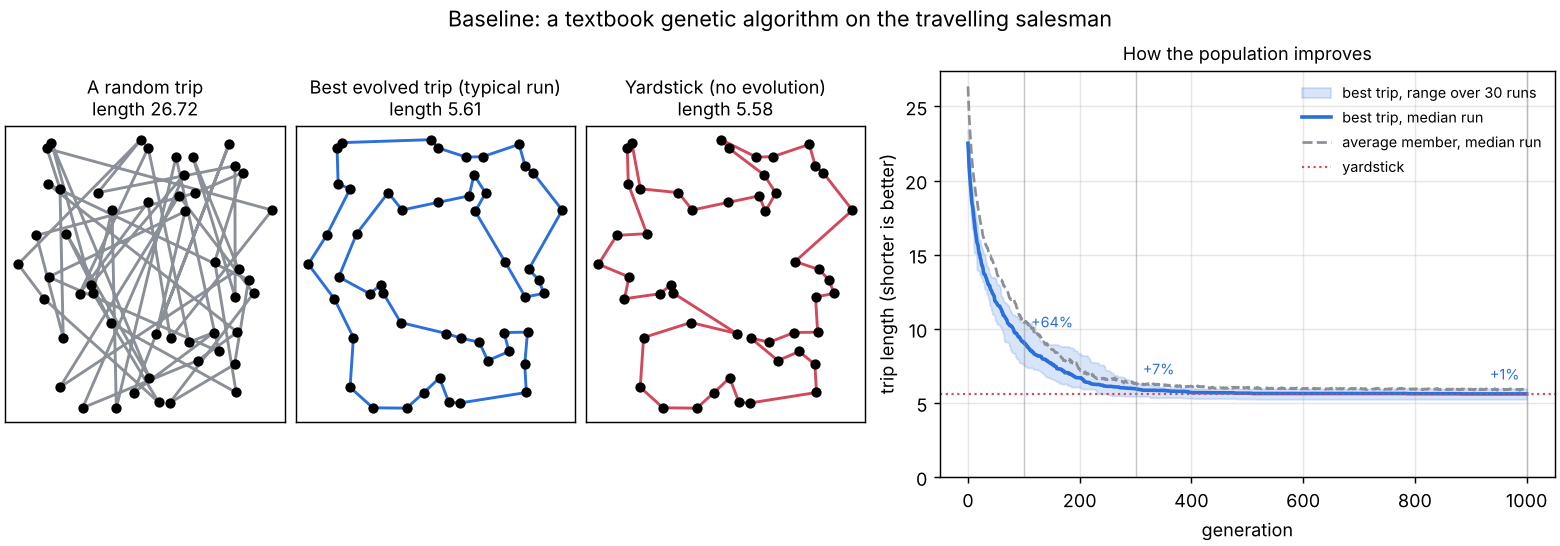 Baseline: a textbook genetic algorithm on the travelling salesman
A random trip
length 26.72
Best evolved trip (typical run)
length 5.61
Yardstick (no evolution)
length 5.58
How the population improves
trip length (shorter is better)
25
20
15
10
5
0
best trip, range over 30 runs
best trip, median run
average member, median run
yardstick
+64%
+7%
+1%
0
200
400
600
800
1000
generation